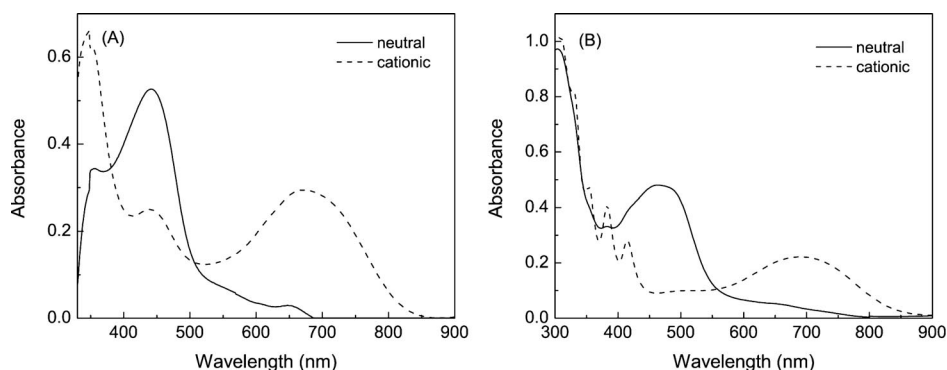 (A)
neutral
cationic
0.6
0.4
0.2
0.0
Absorbance
400 500 600 700 800 900
Wavelength (nm)
(B)
neutral
cationic
1.0
0.8
0.6
0.4
0.2
0.0
Absorbance
300 400 500 600 700 800 900
Wavelength (nm)